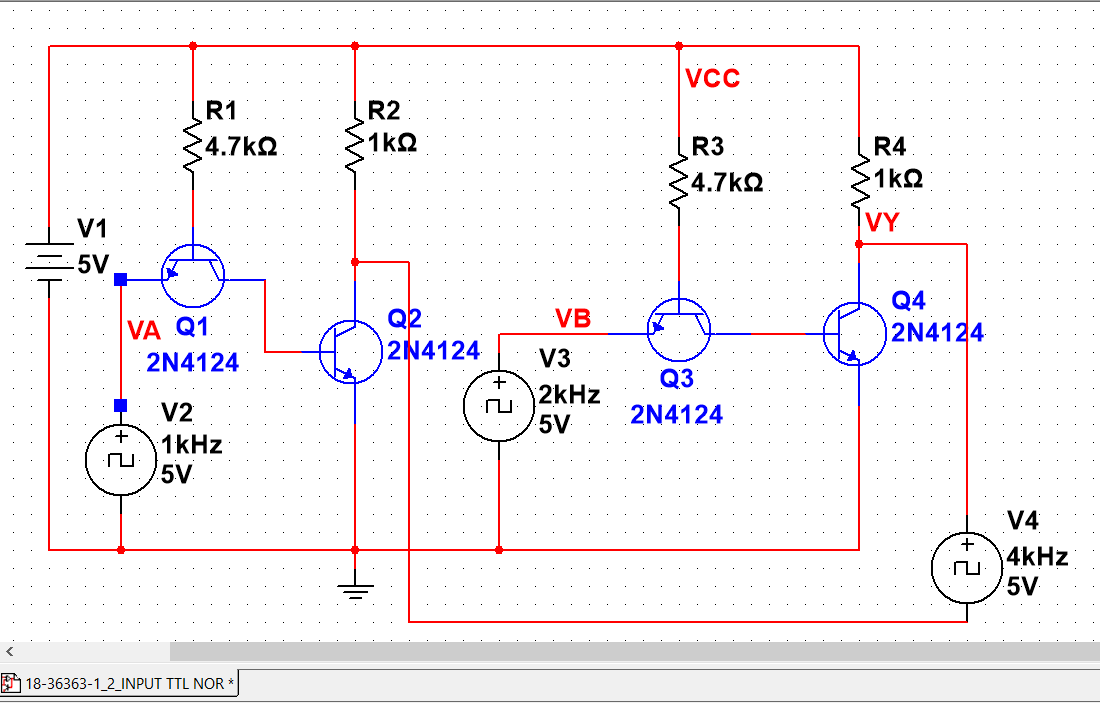 VCC
R1
4.7kΩ
R2
1kΩ
R3
4.7kΩ
R4
1kΩ
VY
V1
5V
VA
Q1
2N4124
Q2
2N4124
VB
Q3
2N4124
Q4
2N4124
V2
1kHz
5V
V3
2kHz
5V
V4
4kHz
5V
18-36363-1_2_INPUT TTL NOR *